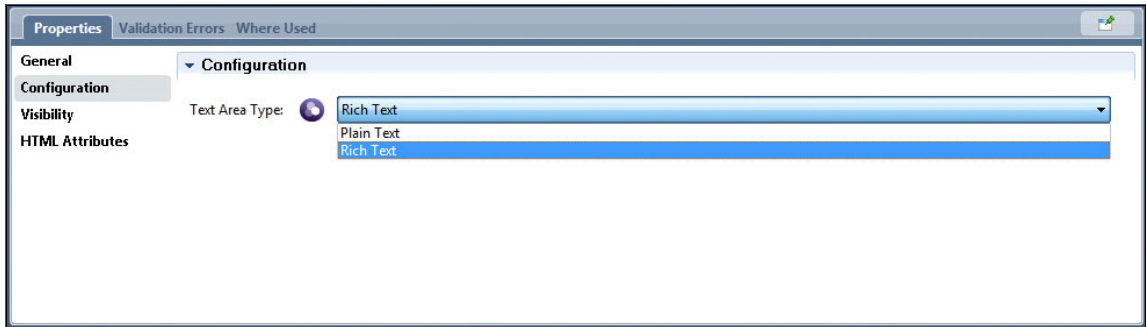 Properties Validation Errors Where Used
General
Configuration
Configuration
Visibility
Text Area Type: Rich Text
HTML Attributes
Plain Text
Rich Text